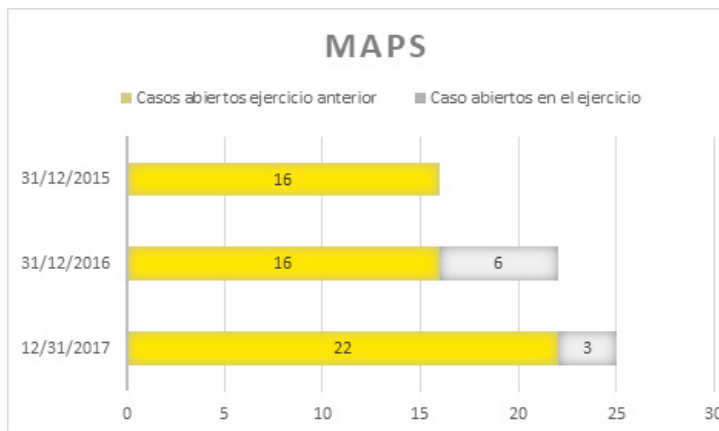 MAPS
Casos abiertos ejercicio anterior Caso abiertos en el ejercicio
31/12/2015 16
31/12/2016 16 6
12/31/2017 22 3
0 5 10 15 20 25 30